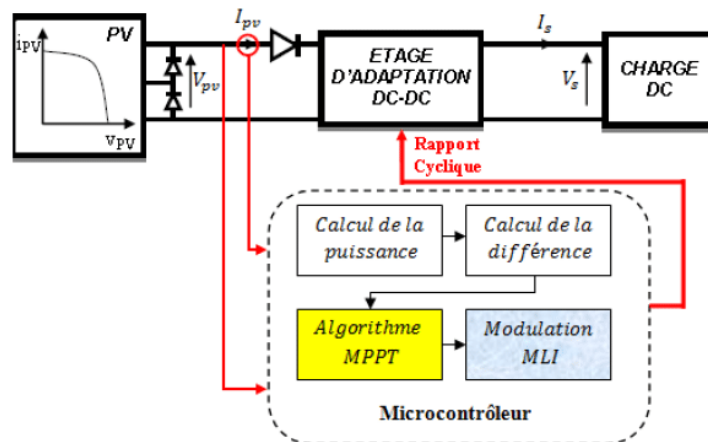 PV
iPV
vPV
Ipv
Vpv
ETAGE
D'ADAPTATION
DC-DC
Is
Vs
CHARGE
DC
Rapport
Cyclique
Calcul de la
puissance
Calcul de la
différence
Algorithme
MPPT
Modulation
MLI
Microcontrôleur